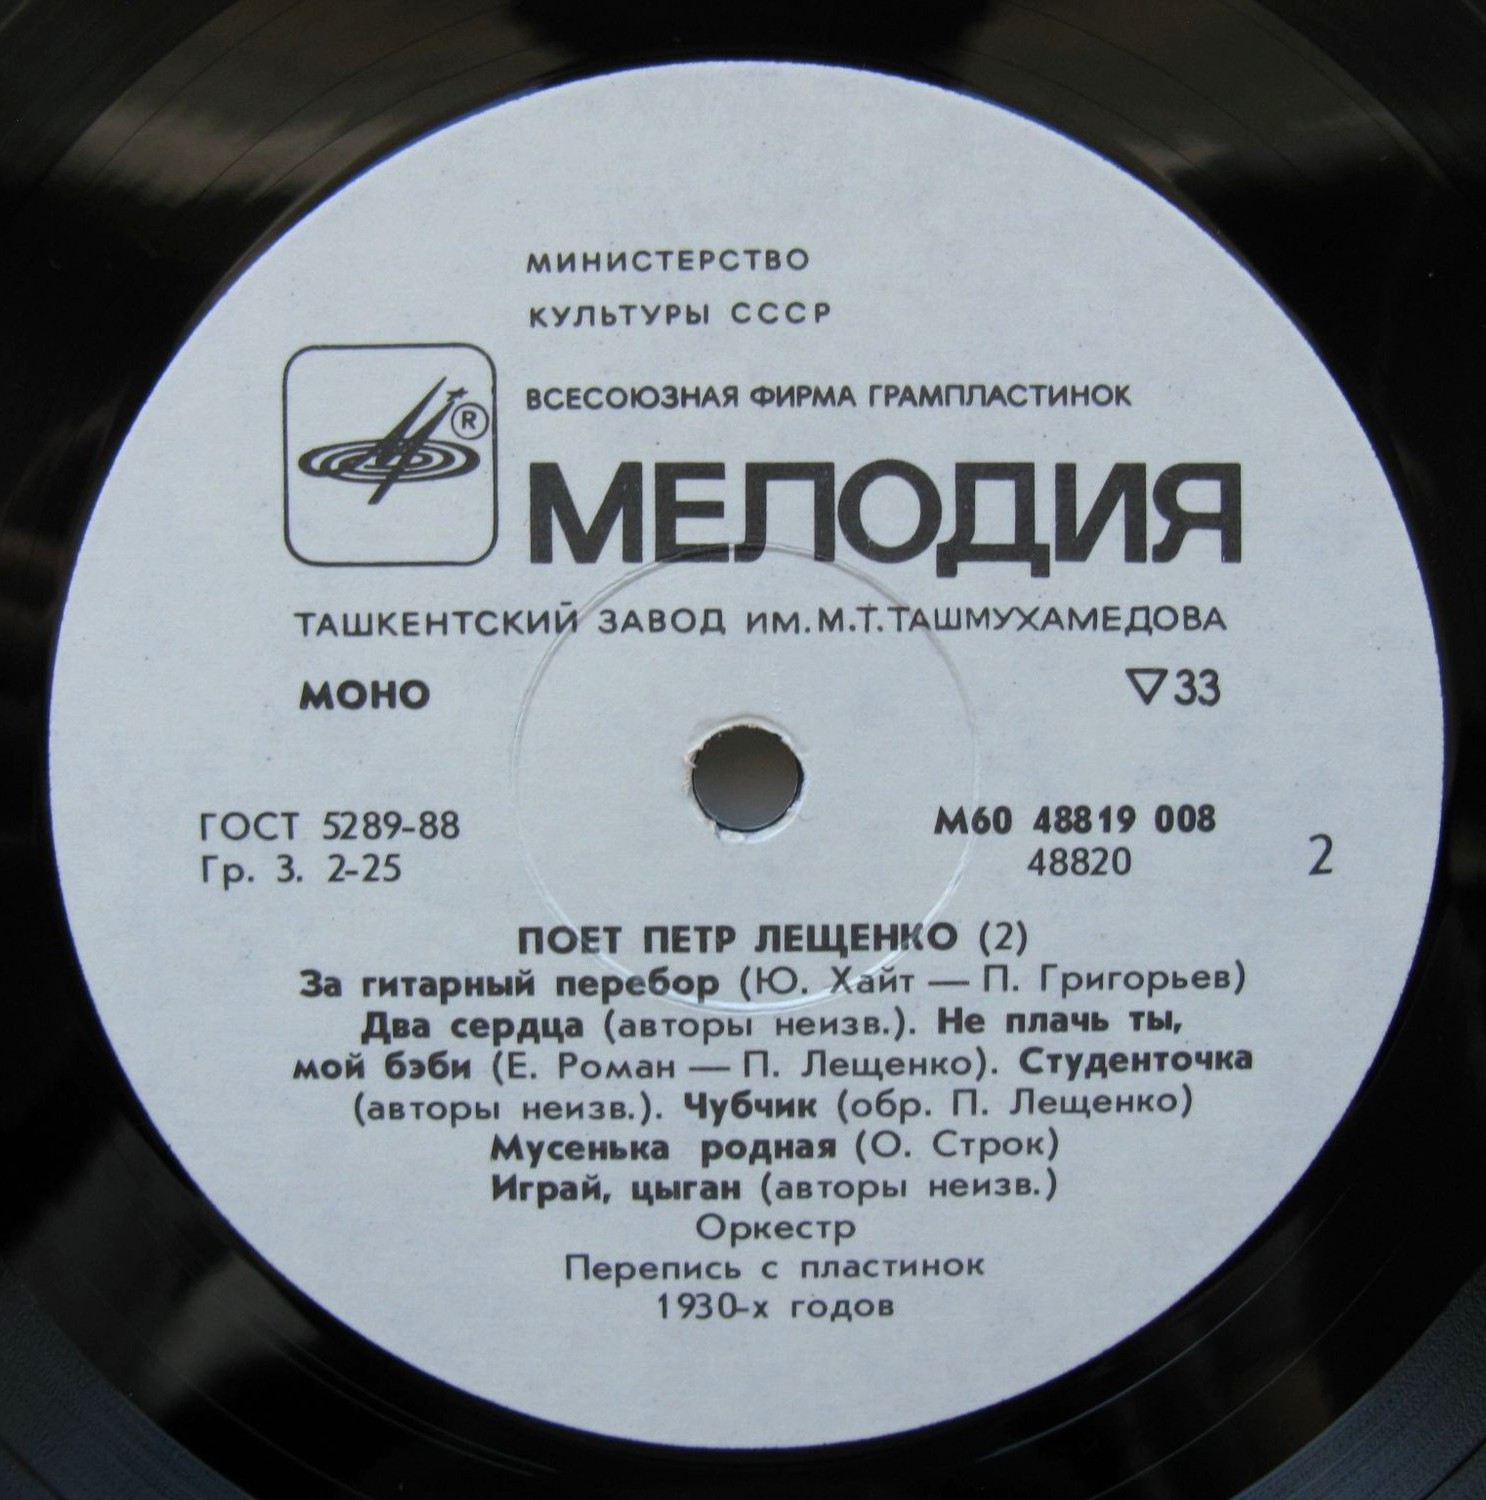 МИНИСТЕРСТВО
КУЛЬТУРЫ СССР
ВСЕСОЮЗНАЯ ФИРМА ГРАМПЛАСТИНОК
®
МЕЛОДИЯ
ТАШКЕНТСКИЙ ЗАВОД ИМ. М.Т. ТАШМУХАМЕДОВА
МОНО ▽33
ГОСТ 5289-88 М60 48819 008
Гр. 3. 2-25 48820 2
ПОЕТ ПЕТР ЛЕЩЕНКО (2)
За гитарный перебор (Ю. Хайт — П. Григорьев)
Два сердца (авторы неизв.). Не плачь ты,
мой бэби (Е. Роман — П. Лещенко). Студенточка
(авторы неизв.). Чубчик (обр. П. Лещенко)
Мусенька родная (О. Строк)
Играй, цыган (авторы неизв.)
Оркестр
Перепись с пластинок
1930-х годов